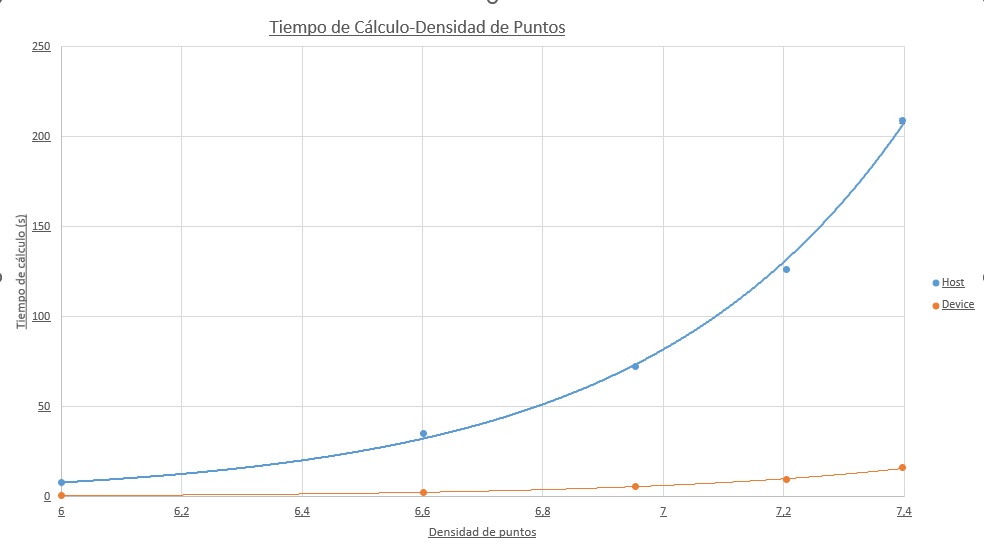 Tiempo de Cálculo-Densidad de Puntos
250
200
150
100
50
0
Tiempo de cálculo (s)
6 6,2 6,4 6,6 6,8 7 7,2 7,4
Densidad de puntos
Host
Device